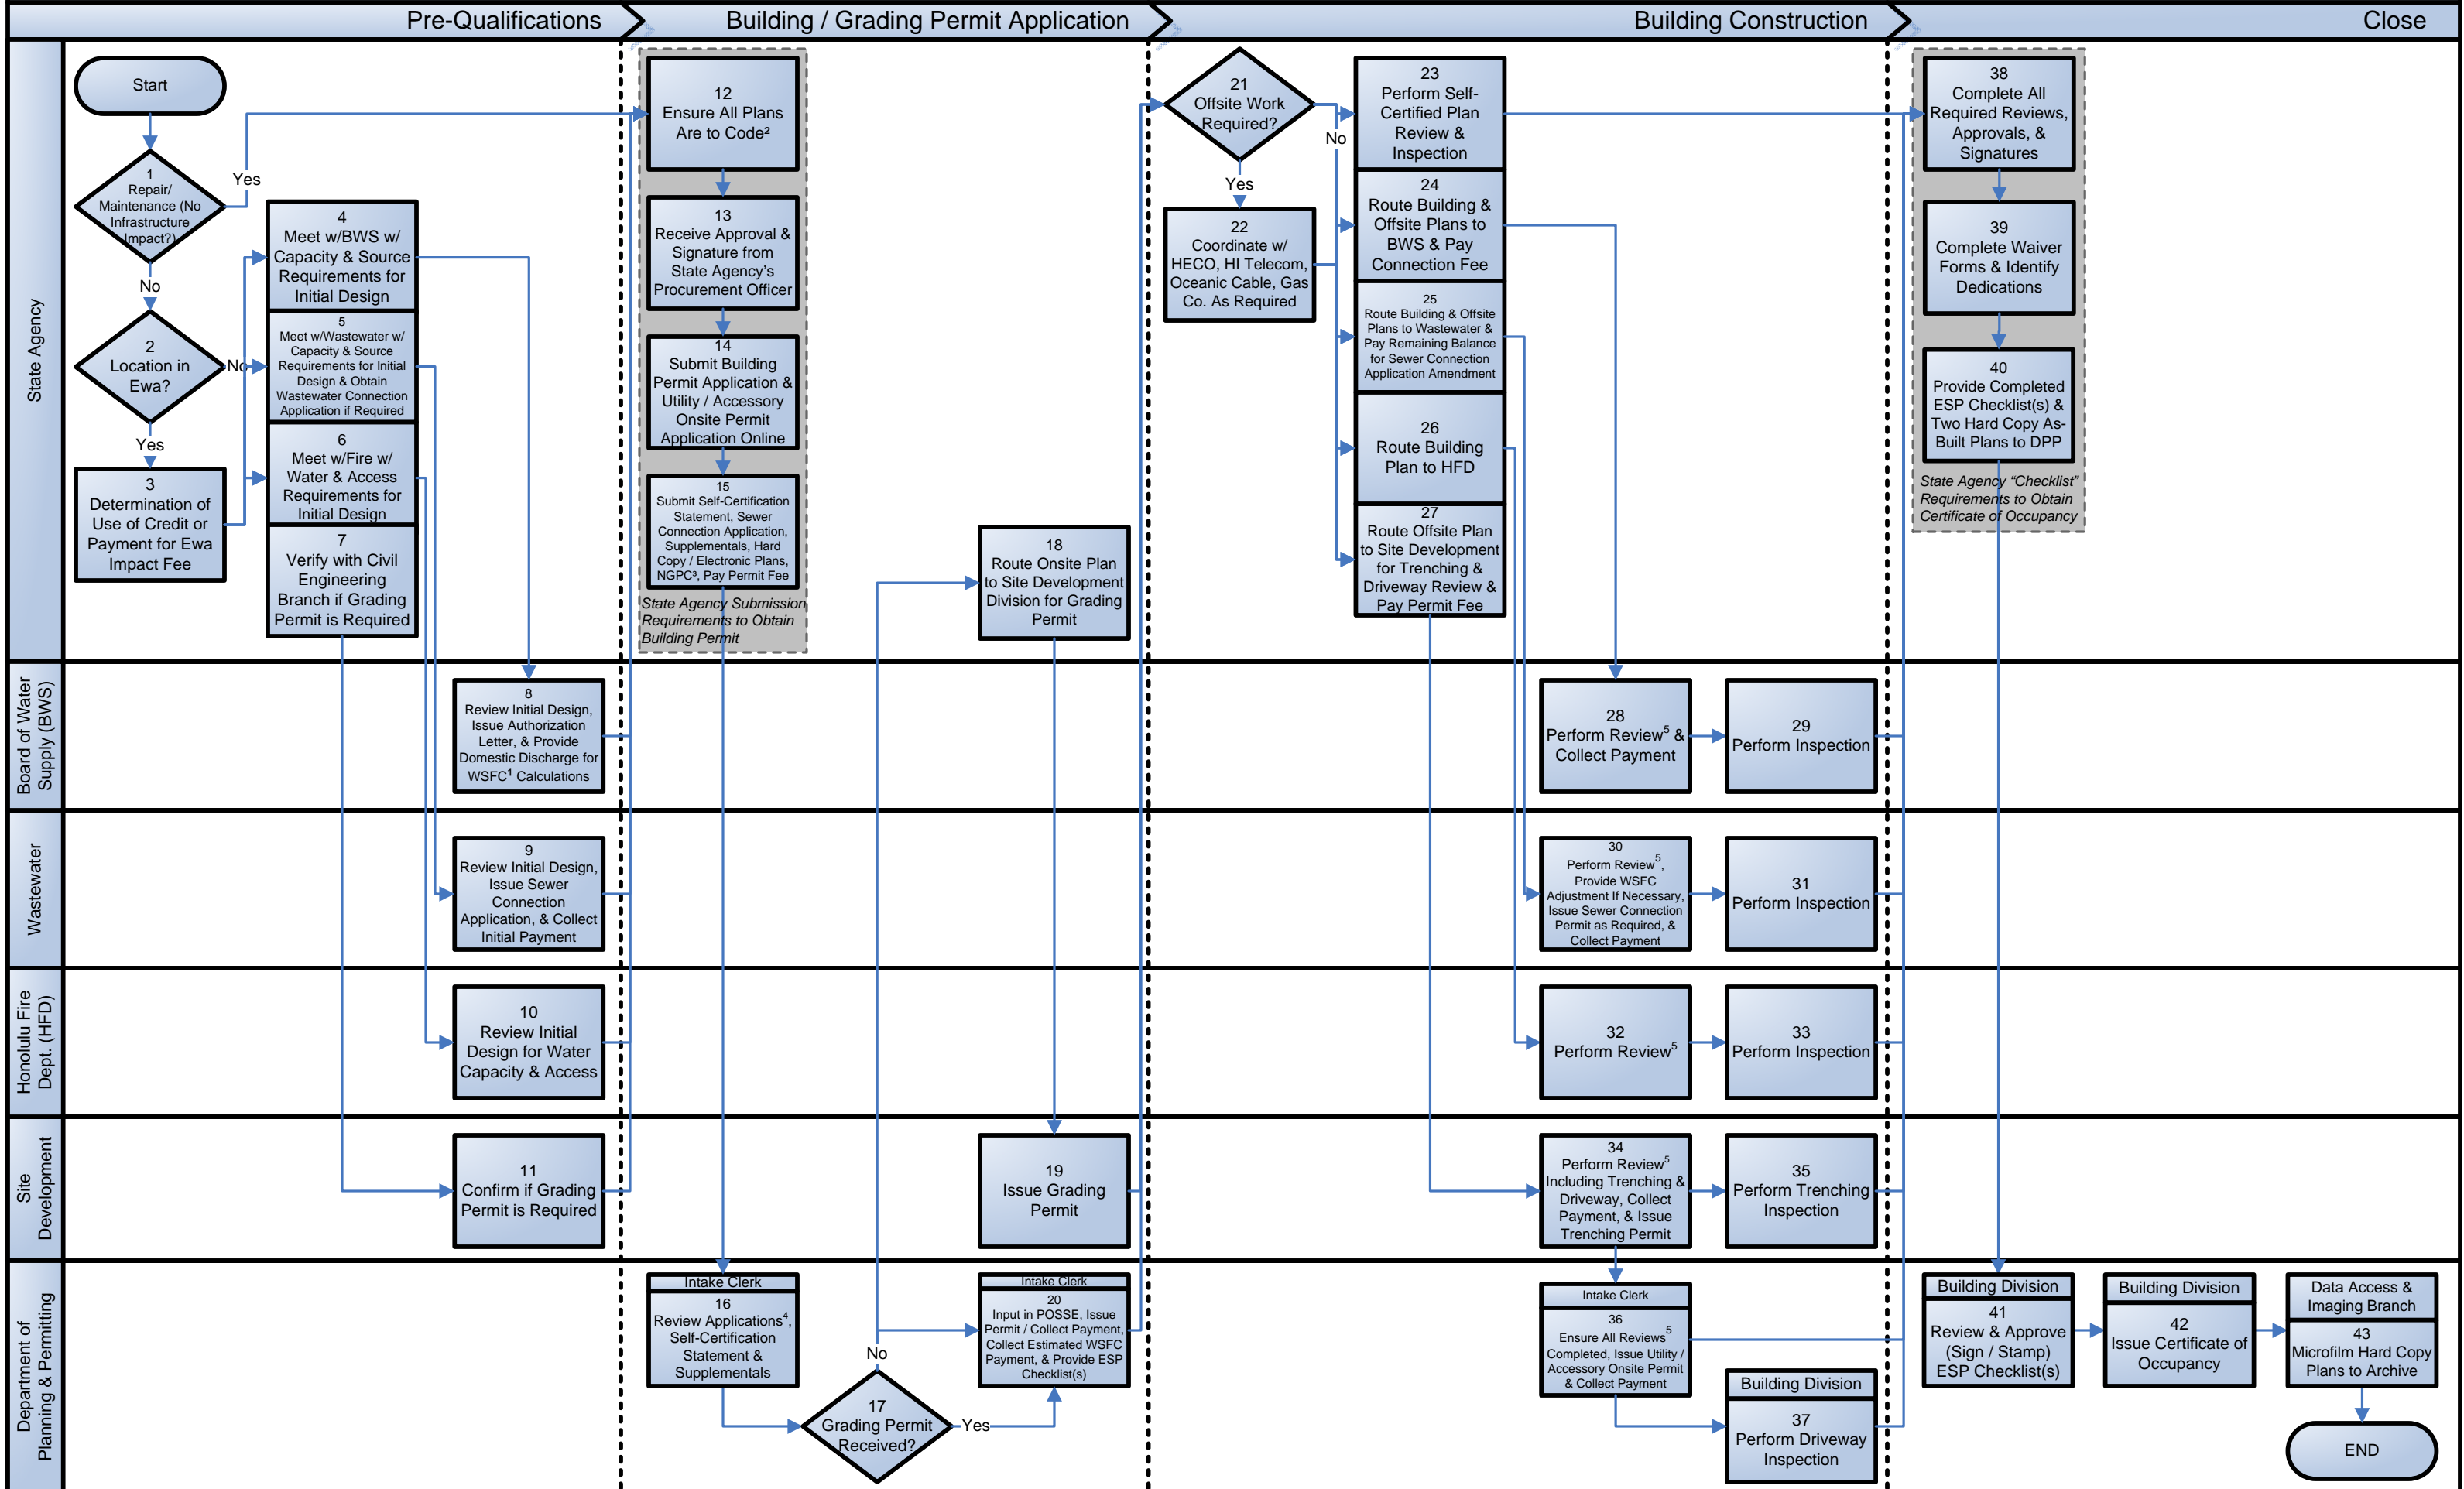 Pre-Qualifications
Building / Grading Permit Application
Building Construction
Close
State Agency
Start
1
Repair/
Maintenance (No
Infrastructure
Impact?)
Yes
No
2
Location in
Ewa?
No
Yes
3
Determination of
Use of Credit or
Payment for Ewa
Impact Fee
4
Meet w/BWS w/
Capacity & Source
Requirements for
Initial Design
5
Meet w/Wastewater w/
Capacity & Source
Requirements for Initial
Design & Obtain
Wastewater Connection
Application if Required
6
Meet w/Fire w/
Water & Access
Requirements for
Initial Design
7
Verify with Civil
Engineering
Branch if Grading
Permit is Required
12
Ensure All Plans
Are to Code²
13
Receive Approval &
Signature from
State Agency's
Procurement Officer
14
Submit Building
Permit Application &
Utility / Accessory
Onsite Permit
Application Online
15
Submit Self-Certification
Statement, Sewer
Connection Application,
Supplementals, Hard
Copy / Electronic Plans,
NGPC³, Pay Permit Fee
State Agency Submission
Requirements to Obtain
Building Permit
18
Route Onsite Plan
to Site Development
Division for Grading
Permit
21
Offsite Work
Required?
No
Yes
22
Coordinate w/
HECO, HI Telecom,
Oceanic Cable, Gas
Co. As Required
23
Perform Self-
Certified Plan
Review &
Inspection
24
Route Building &
Offsite Plans to
BWS & Pay
Connection Fee
25
Route Building & Offsite
Plans to Wastewater &
Pay Remaining Balance
for Sewer Connection
Application Amendment
26
Route Building
Plan to HFD
27
Route Offsite Plan
to Site Development
for Trenching &
Driveway Review &
Pay Permit Fee
38
Complete All
Required Reviews,
Approvals, &
Signatures
39
Complete Waiver
Forms & Identify
Dedications
40
Provide Completed
ESP Checklist(s) &
Two Hard Copy As-
Built Plans to DPP
State Agency “Checklist”
Requirements to Obtain
Certificate of Occupancy
Board of Water
Supply (BWS)
8
Review Initial Design,
Issue Authorization
Letter, & Provide
Domestic Discharge for
WSFC¹ Calculations
28
Perform Review⁵ &
Collect Payment
29
Perform Inspection
Wastewater
9
Review Initial Design,
Issue Sewer
Connection
Application, & Collect
Initial Payment
30
Perform Review⁵,
Provide WSFC
Adjustment If Necessary,
Issue Sewer Connection
Permit as Required, &
Collect Payment
31
Perform Inspection
Honolulu Fire
Dept. (HFD)
10
Review Initial
Design for Water
Capacity & Access
32
Perform Review⁵
33
Perform Inspection
Site
Development
11
Confirm if Grading
Permit is Required
19
Issue Grading
Permit
34
Perform Review⁵
Including Trenching &
Driveway, Collect
Payment, & Issue
Trenching Permit
35
Perform Trenching
Inspection
Department of
Planning & Permitting
Intake Clerk
16
Review Applications⁴,
Self-Certification
Statement &
Supplementals
17
Grading Permit
Received?
No
Yes
Intake Clerk
20
Input in POSSE, Issue
Permit / Collect Payment,
Collect Estimated WSFC
Payment, & Provide ESP
Checklist(s)
Intake Clerk
36
Ensure All Reviews⁵
Completed, Issue Utility /
Accessory Onsite Permit
& Collect Payment
Building Division
37
Perform Driveway
Inspection
Building Division
41
Review & Approve
(Sign / Stamp)
ESP Checklist(s)
Building Division
42
Issue Certificate of
Occupancy
Data Access &
Imaging Branch
43
Microfilm Hard Copy
Plans to Archive
END